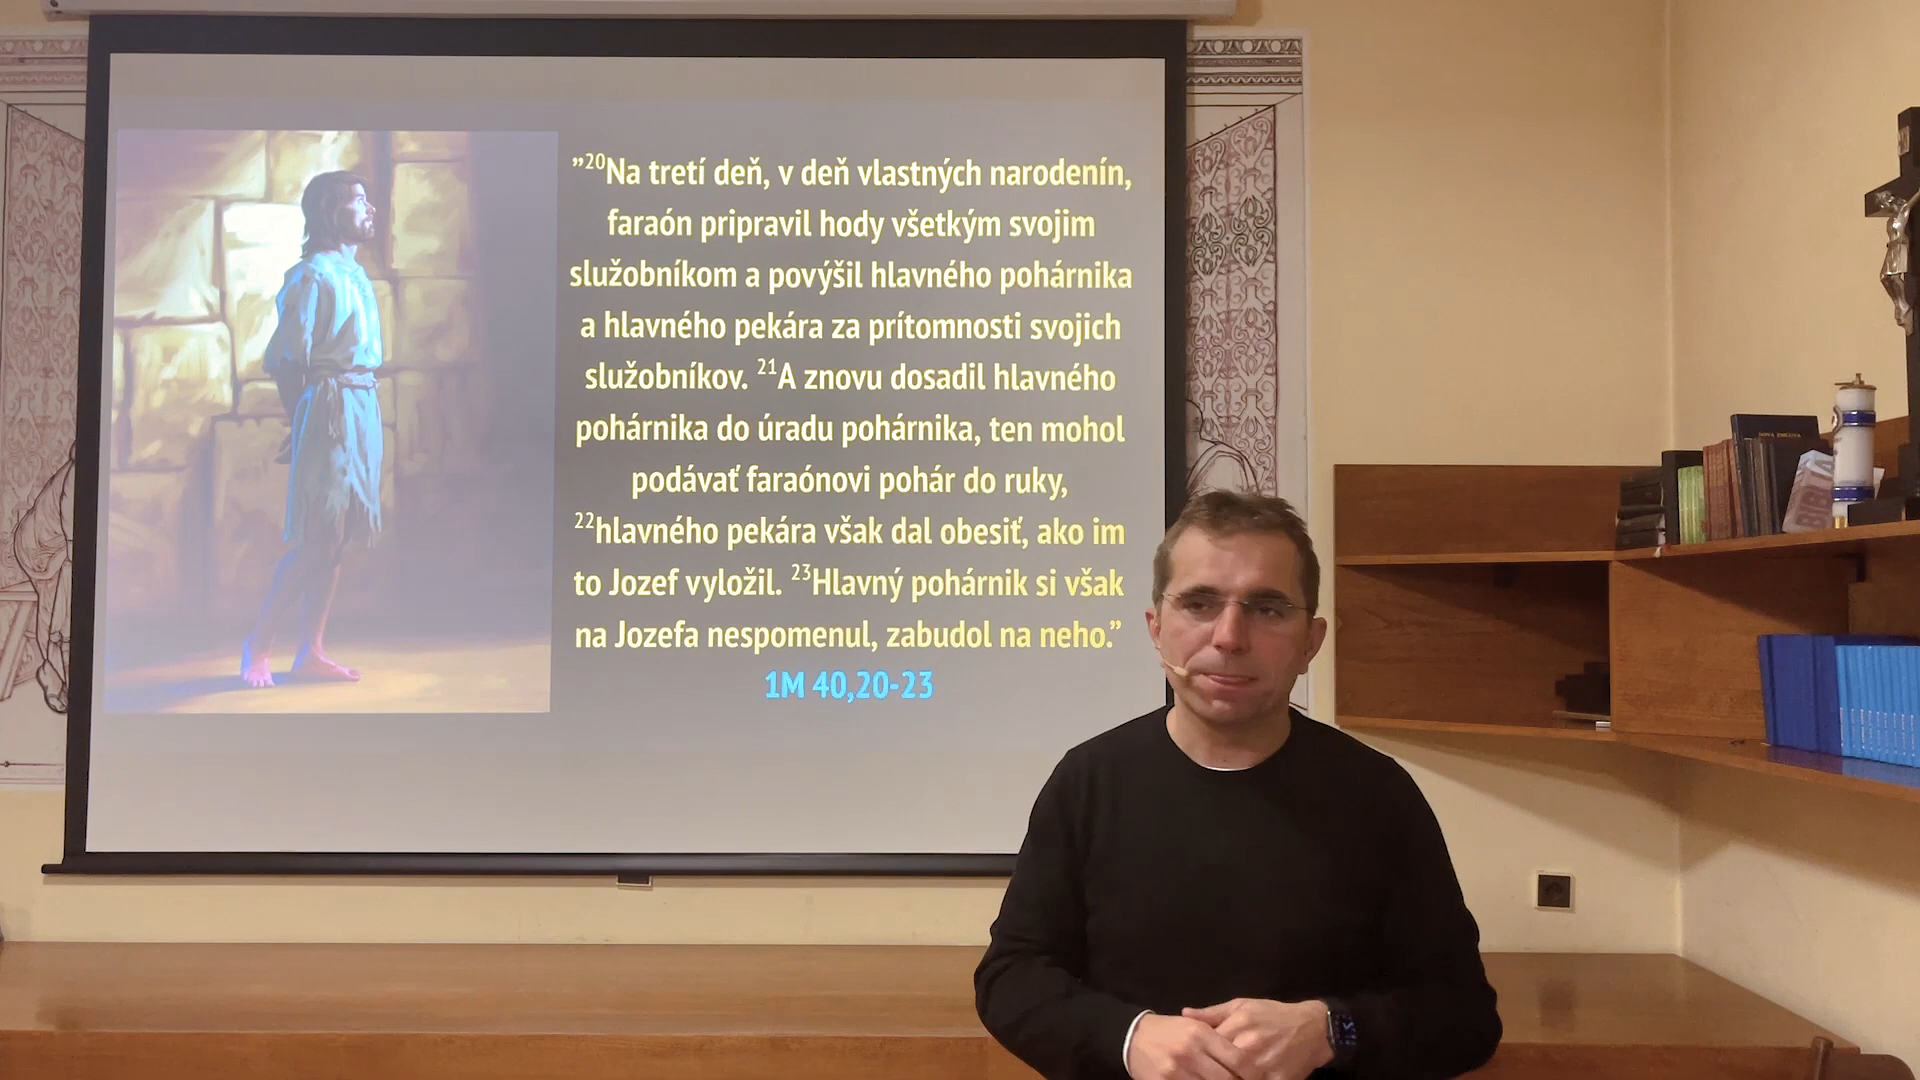 ”²⁰Na tretí deň, v deň vlastných narodenín,
faraón pripravil hody všetkým svojim
služobníkom a povýšil hlavného pohárnika
a hlavného pekára za prítomnosti svojich
služobníkov. ²¹A znovu dosadil hlavného
pohárnika do úradu pohárnika, ten mohol
podávať faraónovi pohár do ruky,
²²hlavného pekára však dal obesiť, ako im
to Jozef vyložil. ²³Hlavný pohárnik si však
na Jozefa nespomenul, zabudol na neho.”
1M 40,20-23
BIBLIA